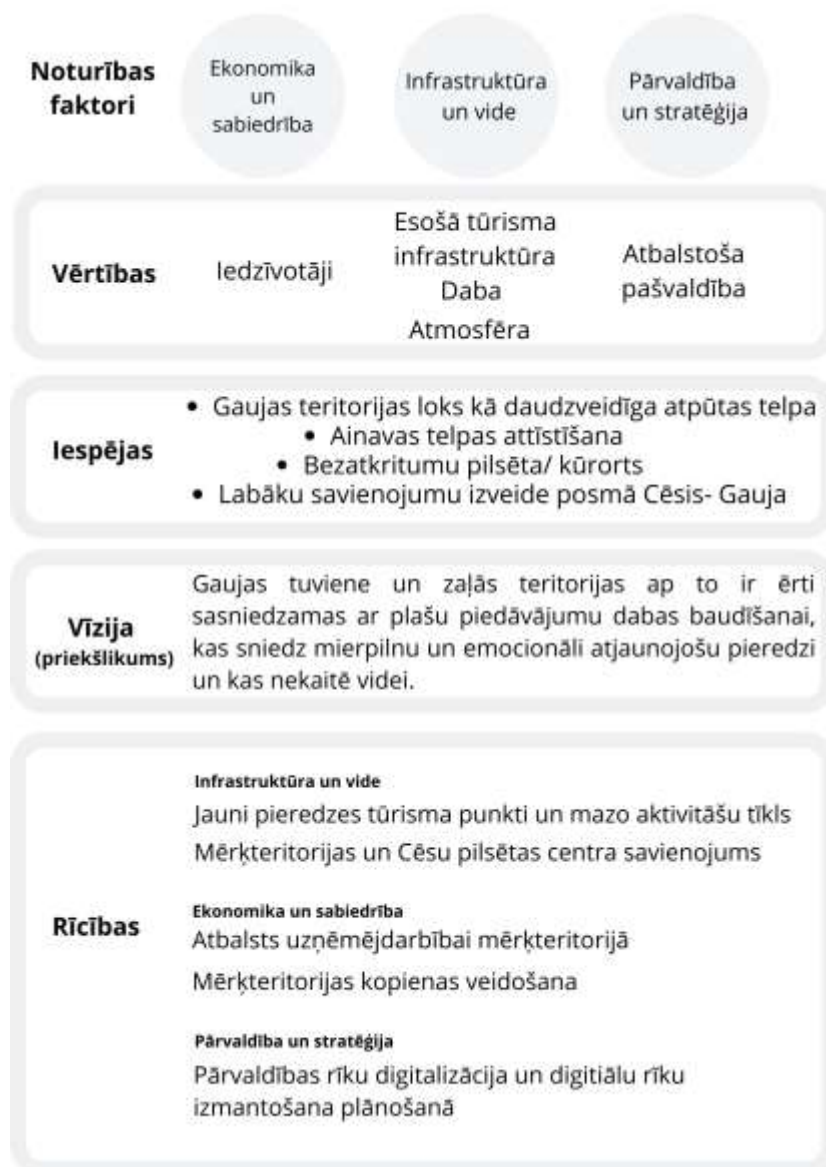 Noturības
faktori
Ekonomika
un
sabiedrība
Infrastruktūra
un vide
Pārvaldība
un stratēģija
Vērtības
Iedzīvotāji
Esošā tūrisma
infrastruktūra
Daba
Atmosfēra
Atbalstoša
pašvaldība
Iespējas
• Gaujas teritorijas loks kā daudzveidīga atpūtas telpa
• Ainavas telpas attīstīšana
• Bezatkritumu pilsēta/ kūrorts
• Labāku savienojumu izveide posmā Cēsis- Gauja
Vīzija
(priekšlikums)
Gaujas tuviene un zaļās teritorijas ap to ir ērti
sasniedzamas ar plašu piedāvājumu dabas baudīšanai,
kas sniedz mierpilnu un emocionāli atjaunojošu pieredzi
un kas nekaitē videi.
Rīcības
Infrastruktūra un vide
Jauni pieredzes tūrisma punkti un mazo aktivitāšu tīkls
Mērķteritorijas un Cēsu pilsētas centra savienojums
Ekonomika un sabiedrība
Atbalsts uzņēmējdarbībai mērķteritorijā
Mērķteritorijas kopienas veidošana
Pārvaldība un stratēģija
Pārvaldības rīku digitalizācija un digitiālu rīku
izmantošana plānošanā